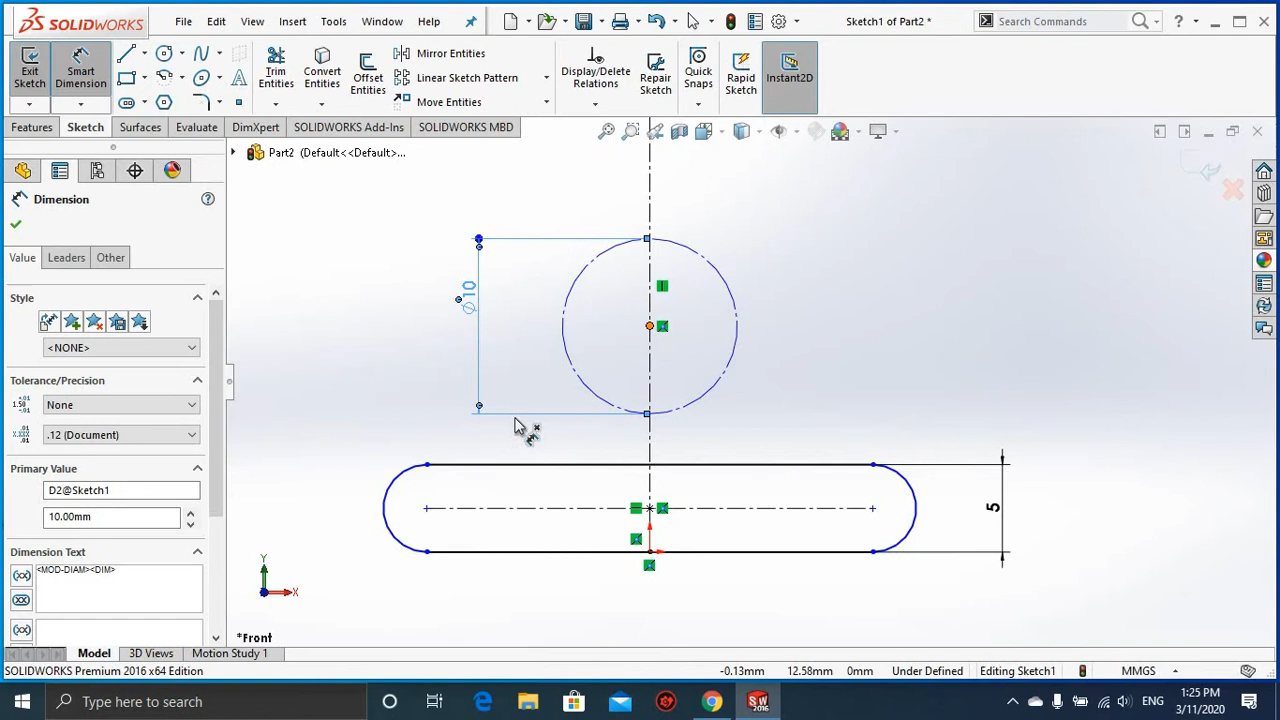 SOLIDWORKS
File Edit View Insert Tools Window Help
Sketch1 of Part2 *
Search Commands
Exit Sketch
Smart Dimension
Trim Entities
Convert Entities
Offset Entities
Mirror Entities
Linear Sketch Pattern
Move Entities
Display/Delete Relations
Repair Sketch
Quick Snaps
Rapid Sketch
Instant2D
Features Sketch Surfaces Evaluate DimXpert SOLIDWORKS Add-Ins SOLIDWORKS MBD
Part2 (Default<<Default>...
Dimension
Value Leaders Other
Style
<NONE>
Tolerance/Precision
None
.12 (Document)
Primary Value
D2@Sketch1
10.00mm
Dimension Text
<MOD-DIAM><DIM>
∅10
5
Y
X
*Front
Model 3D Views Motion Study 1
SOLIDWORKS Premium 2016 x64 Edition
-0.13mm 12.58mm 0mm Under Defined Editing Sketch1 MMGS
Type here to search
ENG
1:25 PM
3/11/2020